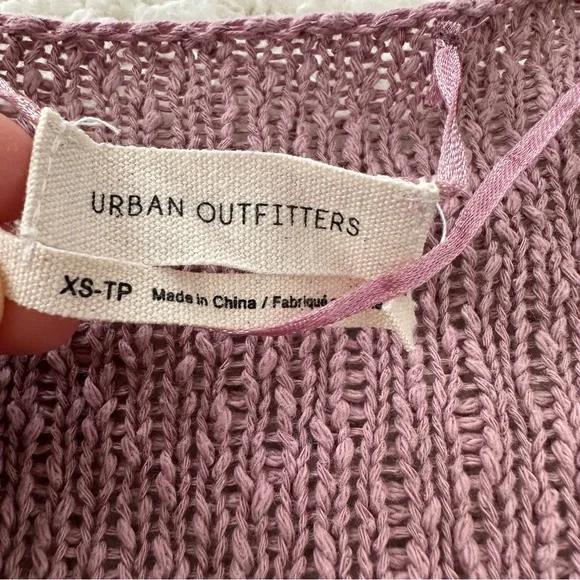 URBAN OUTFITTERS
XS-TP Made in China / Fabriqué